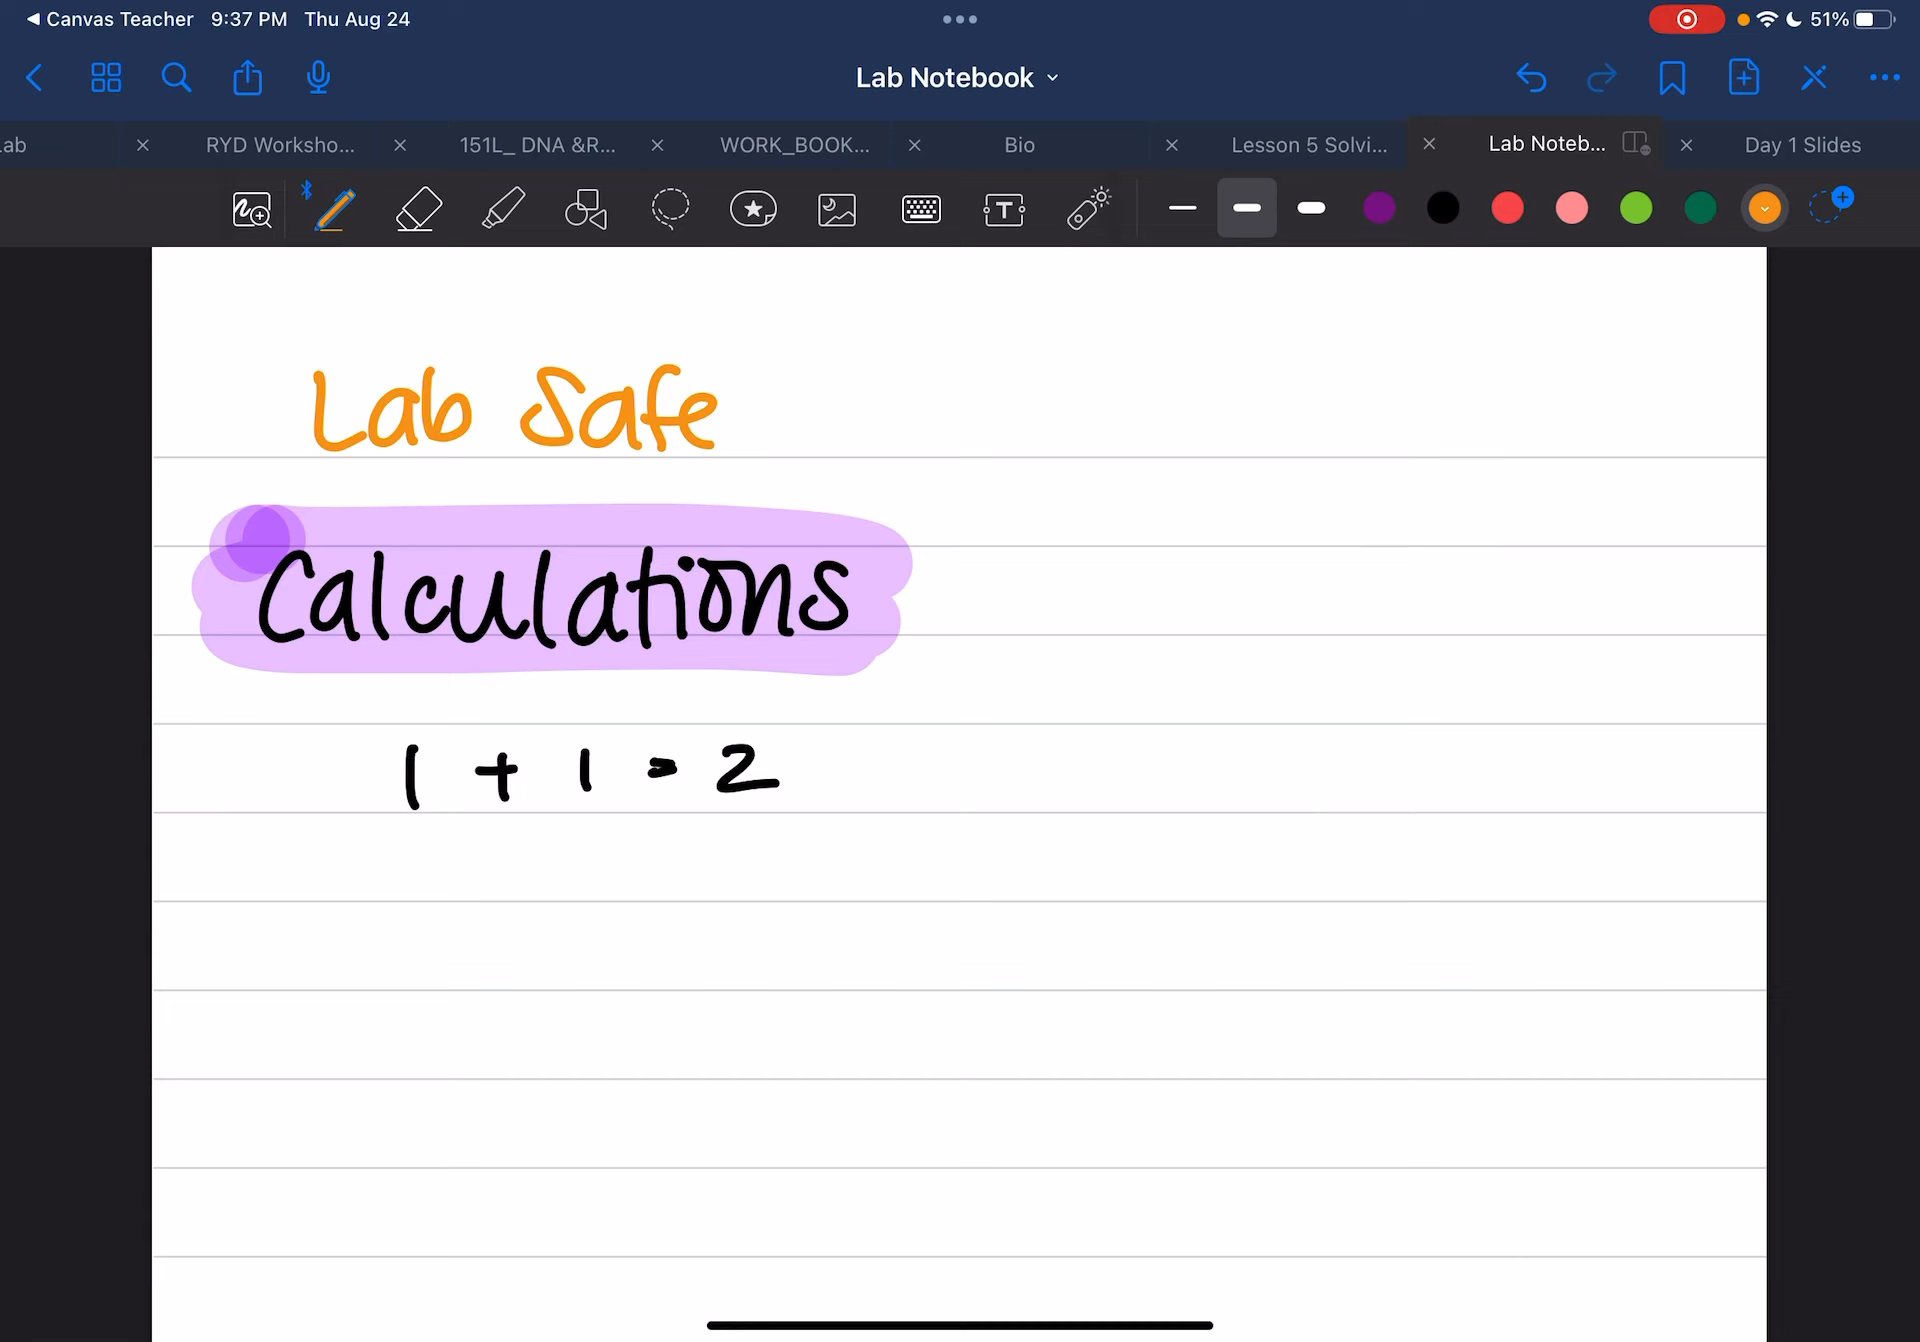 ◀ Canvas Teacher 9:37 PM Thu Aug 24 51%
Lab Notebook
ab RYD Worksho... 151L_ DNA &R... WORK_BOOK... Bio Lesson 5 Solvi... Lab Noteb... Day 1 Slides
T
Lab Safe
Calculations
1 + 1 = 2